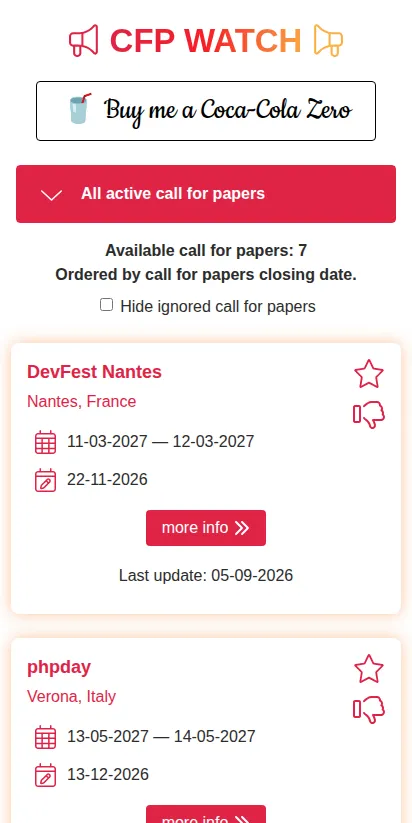 CFP WATCH
Buy me a Coca-Cola Zero
All active call for papers
Available call for papers: 7
Ordered by call for papers closing date.
Hide ignored call for papers
DevFest Nantes
Nantes, France
11-03-2027 — 12-03-2027
22-11-2026
more info
Last update: 05-09-2026
phpday
Verona, Italy
13-05-2027 — 14-05-2027
13-12-2026
more info